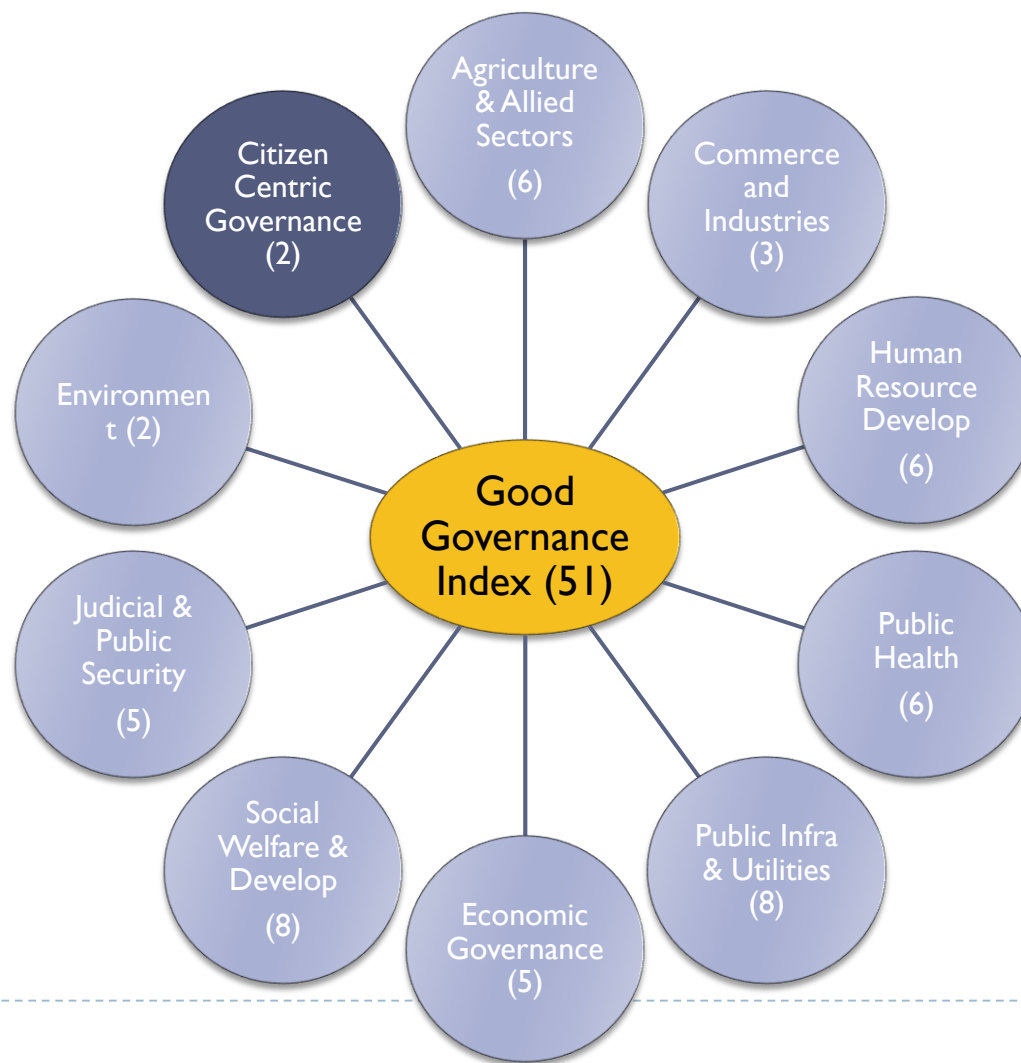 Agriculture
& Allied
Sectors
(6)
Commerce
and
Industries
(3)
Human
Resource
Develop
(6)
Public
Health
(6)
Public Infra
& Utilities
(8)
Economic
Governance
(5)
Social
Welfare &
Develop
(8)
Judicial &
Public
Security
(5)
Environmen
t (2)
Citizen
Centric
Governance
(2)
Good
Governance
Index (51)